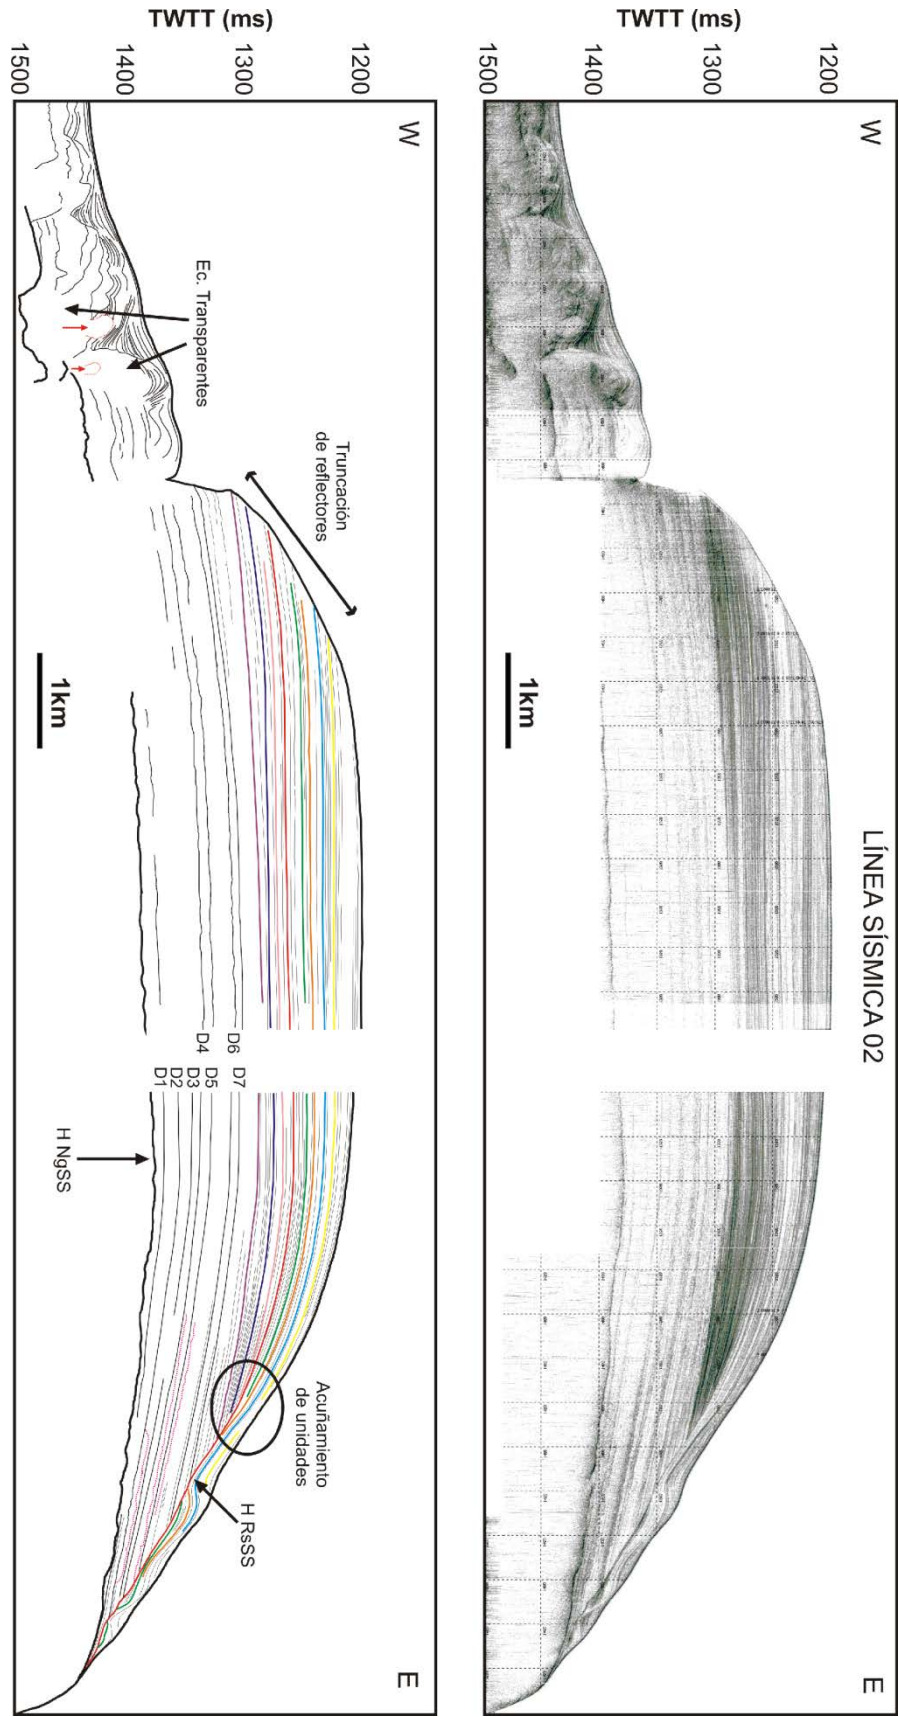 LÍNEA SÍSMICA 02
W
E
TWTT (ms)
1200
1300
1400
1500
1km
W
E
TWTT (ms)
1200
1300
1400
1500
Truncación
de reflectores
Ec. Transparentes
1km
Acuñamiento
de unidades
H RsSS
D7
D6
D5
D4
D3
D2
D1
H NgSS